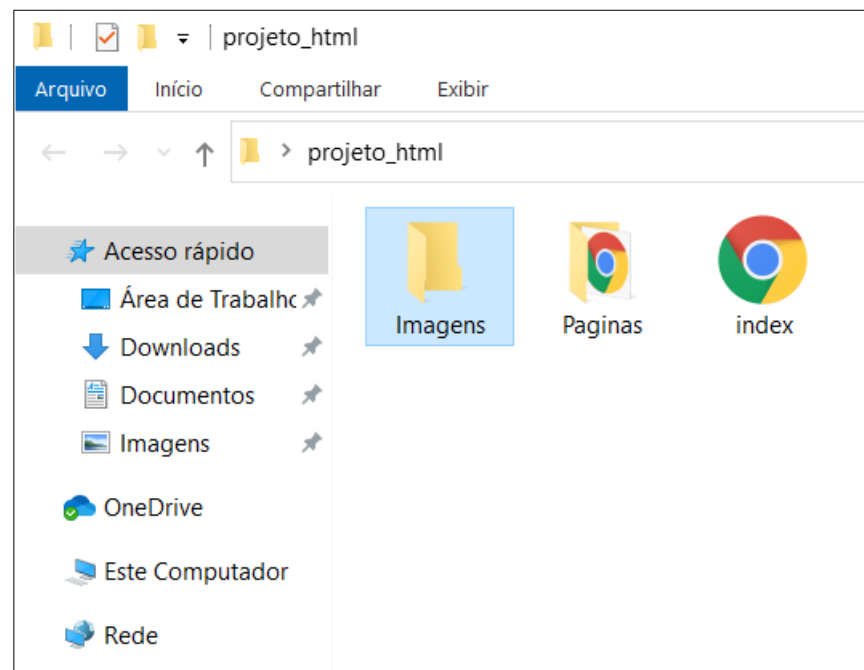 projeto_html
Arquivo Início Compartilhar Exibir
projeto_html
Acesso rápido
Área de Trabalho
Downloads
Documentos
Imagens
OneDrive
Este Computador
Rede
Imagens Paginas index